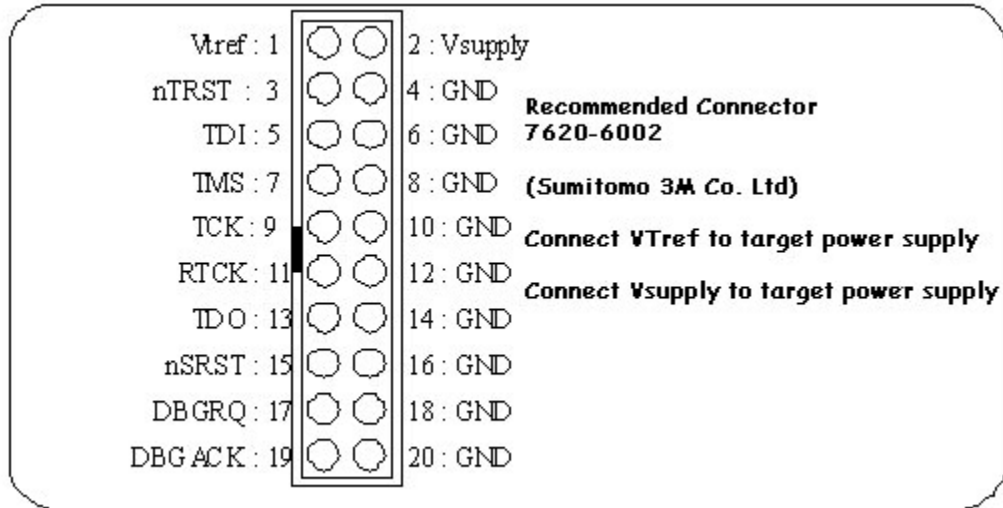 Vtref : 1 2 : Vsupply
nTRST : 3 4 : GND
TDI : 5 6 : GND
TMS : 7 8 : GND
TCK : 9 10 : GND
RTCK : 11 12 : GND
TDO : 13 14 : GND
nSRST : 15 16 : GND
DBGRQ : 17 18 : GND
DBGACK : 19 20 : GND
Recommended Connector
7620-6002
(Sumitomo 3M Co. Ltd)
Connect VTref to target power supply
Connect Vsupply to target power supply